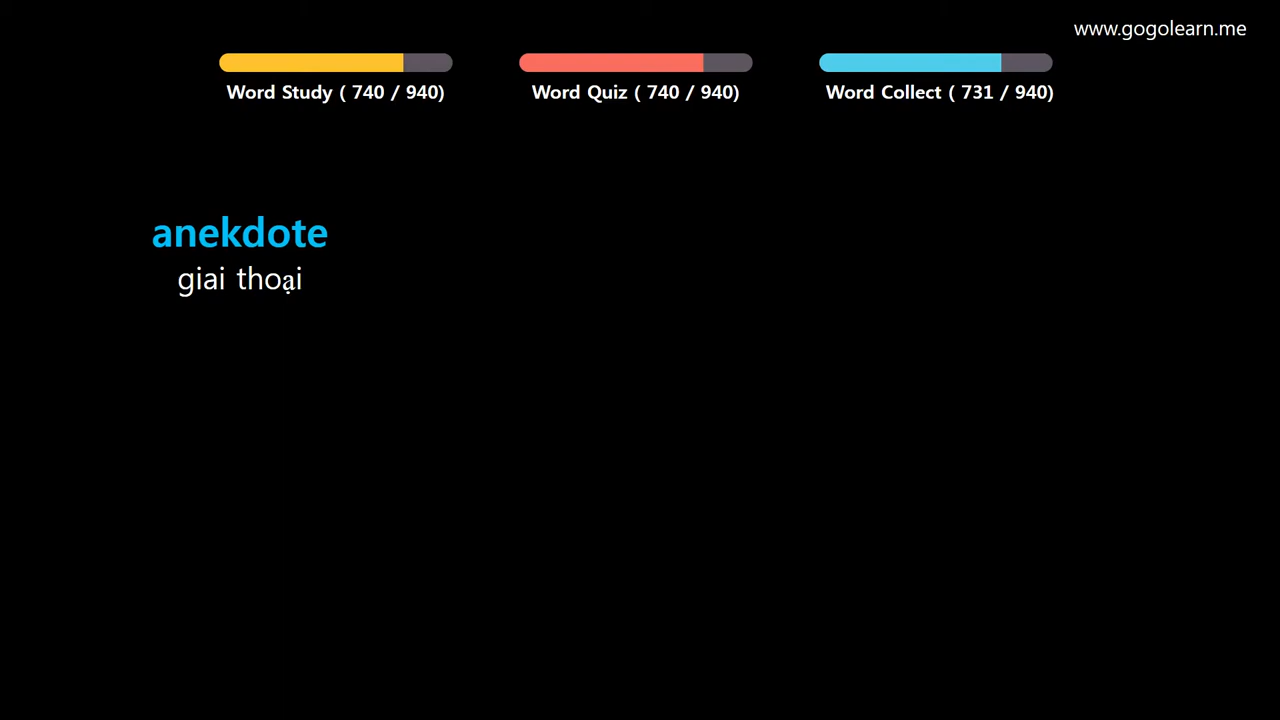 www.gogolearn.me
Word Study ( 740 / 940)
Word Quiz ( 740 / 940)
Word Collect ( 731 / 940)
anekdote
giai thoại